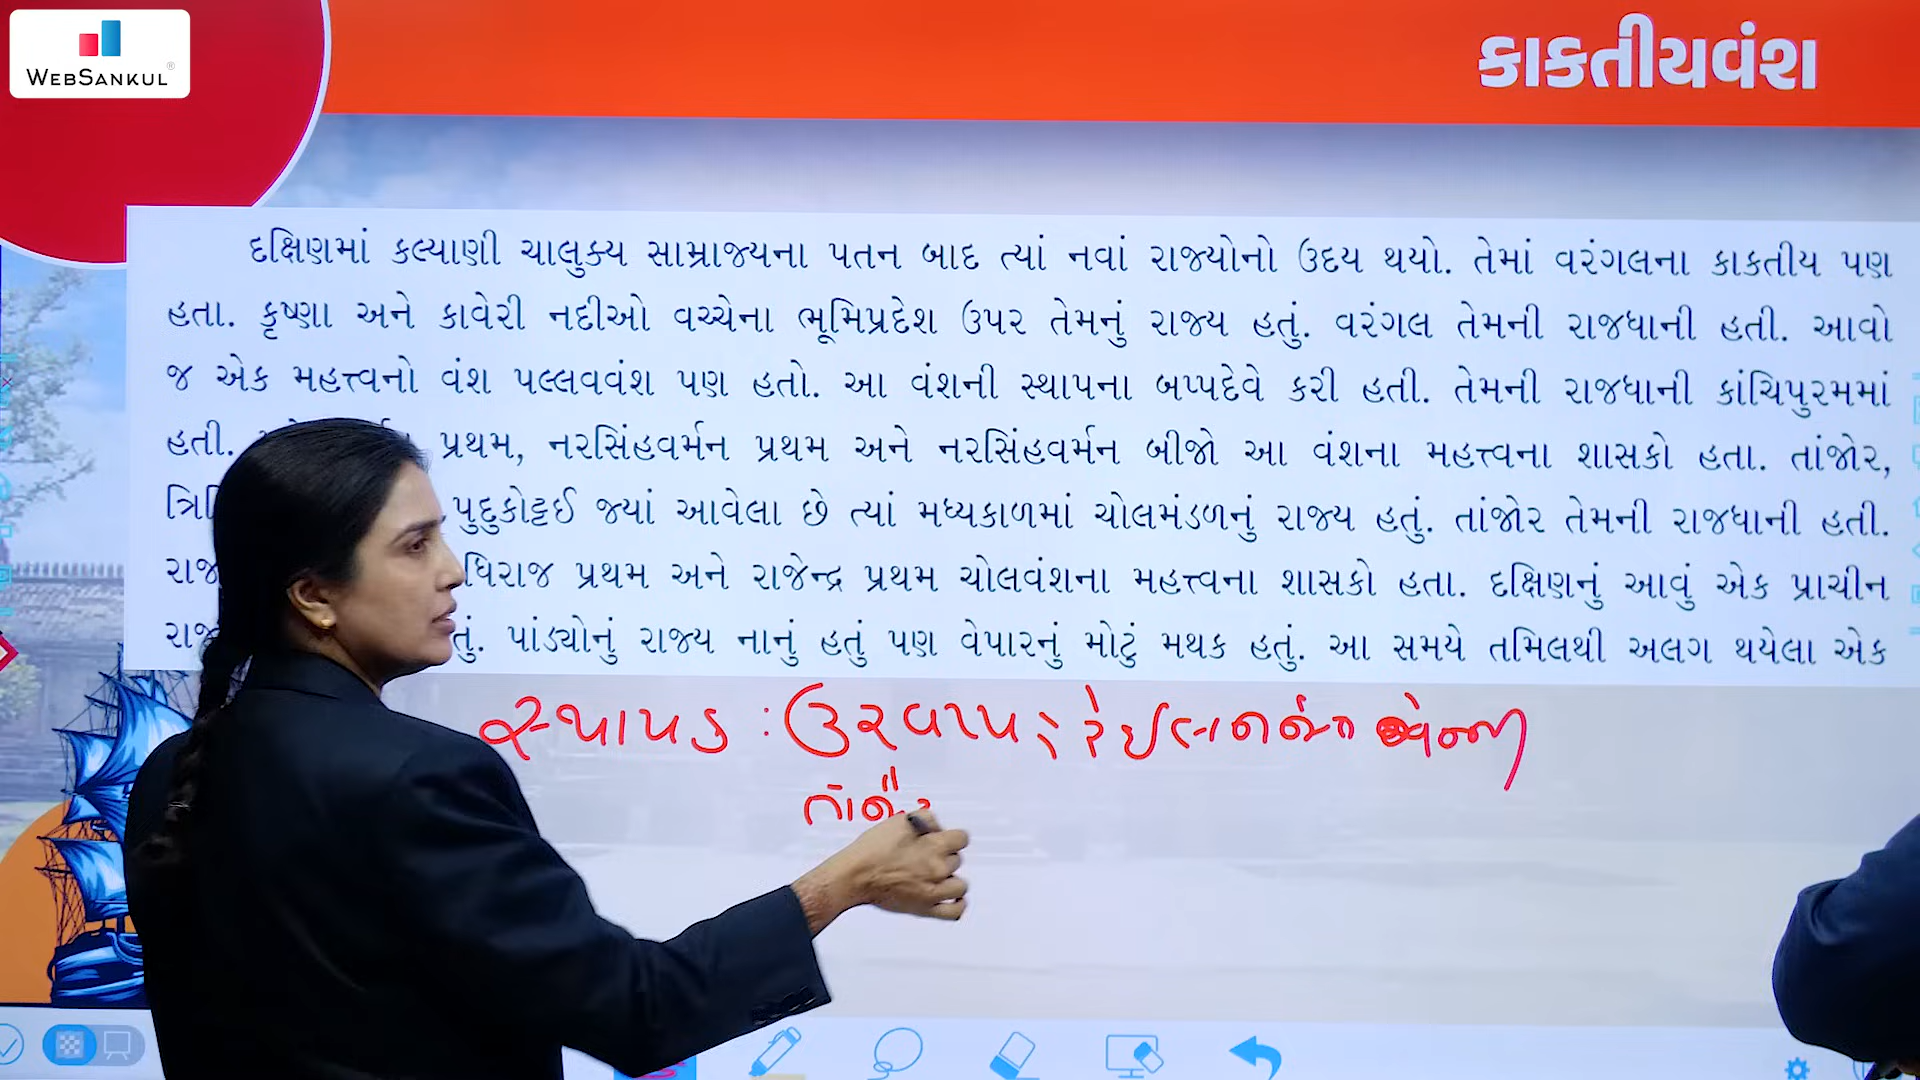 WEBSANKUL
કાકતીયવંશ
દક્ષિણમાં કલ્યાણી ચાલુક્ય સામ્રાજ્યના પતન બાદ ત્યાં નવાં રાજ્યોનો ઉદય થયો. તેમાં વરંગલના કાકતીય પણ
હતા. કૃષ્ણા અને કાવેરી નદીઓ વચ્ચેના ભૂમિપ્રદેશ ઉપર તેમનું રાજ્ય હતું. વરંગલ તેમની રાજધાની હતી. આવો
જ એક મહત્ત્વનો વંશ પલ્લવવંશ પણ હતો. આ વંશની સ્થાપના બપ્પદેવે કરી હતી. તેમની રાજધાની કાંચિપુરમમાં
હતી. પ્રથમ, નરસિંહવર્મન પ્રથમ અને નરસિંહવર્મન બીજો આ વંશના મહત્ત્વના શાસકો હતા. તાંજોર,
પુદુકોટ્ટઈ જ્યાં આવેલા છે ત્યાં મધ્યકાળમાં ચોલમંડળનું રાજ્ય હતું. તાંજોર તેમની રાજધાની હતી.
પ્રથમ અને રાજેન્દ્ર પ્રથમ ચોલવંશના મહત્ત્વના શાસકો હતા. દક્ષિણનું આવું એક પ્રાચીન
પાંડ્યોનું રાજ્ય નાનું હતું પણ વેપારનું મોટું મથક હતું. આ સમયે તમિલથી અલગ થયેલા એક
સ્થાપક :